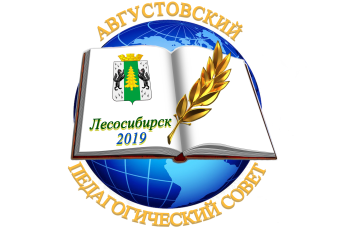 АВГУСТОВСКИЙ
Лесосибирск
2019
ПЕДАГОГИЧЕСКИЙ СОВЕТ